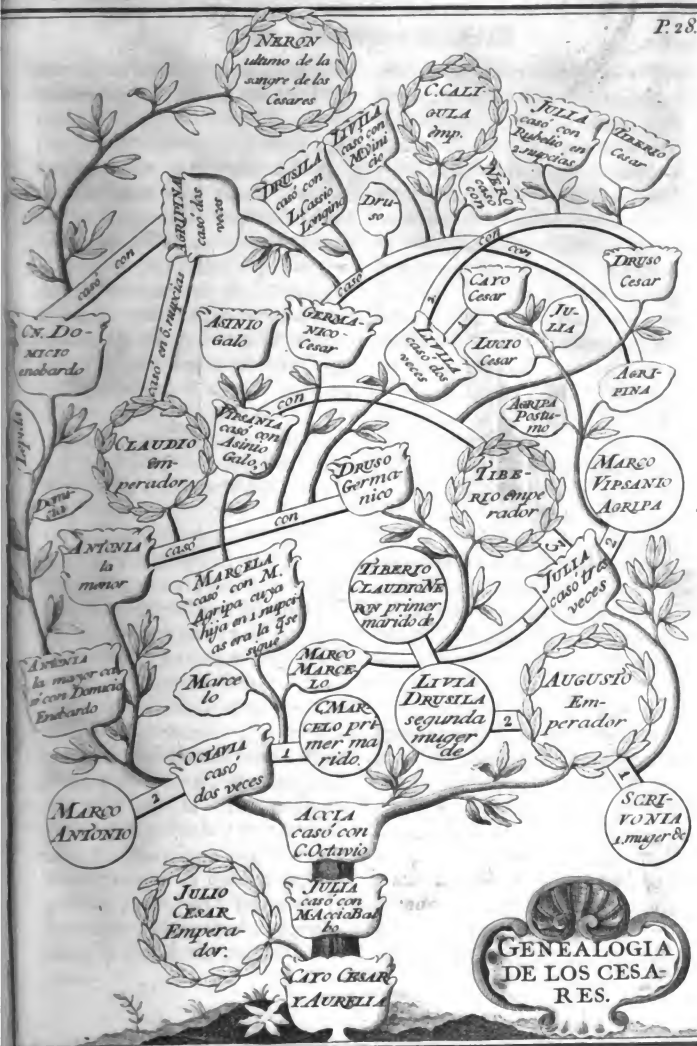 P. 28.
NERON
ultimo de la
sangre de los
Cesares
C. CALI-
GULA
emp.
JULIA
casó con
Rubelio en
2. nupcias
TIBERIO
Cesar
LIVILA
casó con
M. Vini
cio
DRUSILA
casó con
L. Cassio
Longino
Dru-
so
NERO
casó
con
AGRIPINA
casó dos
veces
casó con
casó en 6. nupcias
casó
con
con
DRUSO
Cesar
CAYO
Cesar
JU-
LIA
LUCIO
Cesar
AGRI-
PINA
AGRIPA
Postu-
mo
LIVILA
casó dos
veces
GERMA-
NICO
Cesar
ASINIO
Galo
CN. DO-
MICIO
enobardo
Lepida
Domi-
cia
CLAUDIO
em-
perador
VIPSANIA
casó con
Asinio
Galo, y
con
DRUSO
Germa-
nico
TIBE-
RIO empe
rador
MARCO
VIPSANIO
AGRIPA
ANTONIA
la
menor
casó
con
MARCELA
casó con M.
Agripa cuya
hija en 1 nupci
as era la q̃ se
sigue
TIBERIO
CLAUDIO NE
RON primer
marido de
3
2
JULIA
casó tres
veces
ANTONIA
la mayor ca
só con Domicio
Enobardo
Marce
lo
MARCO
MARCE-
LO
LIVIA
DRUSILA
segunda
muger
de
2
AUGUSTO
Em-
perador
OCTAVIA
casó
dos veces
1
C MAR
CELO pri
mer ma
rido.
2
MARCO
ANTONIO
1
SCRI-
VONIA
1. muger de
ACCIA
casó con
C. Octavio
JULIO
CESAR
Empera-
dor.
JULIA
casó con
M. Accio Bal
bo
CAYO CESAR
Y AURELIA
GENEALOGIA
DE LOS CESA-
RES.